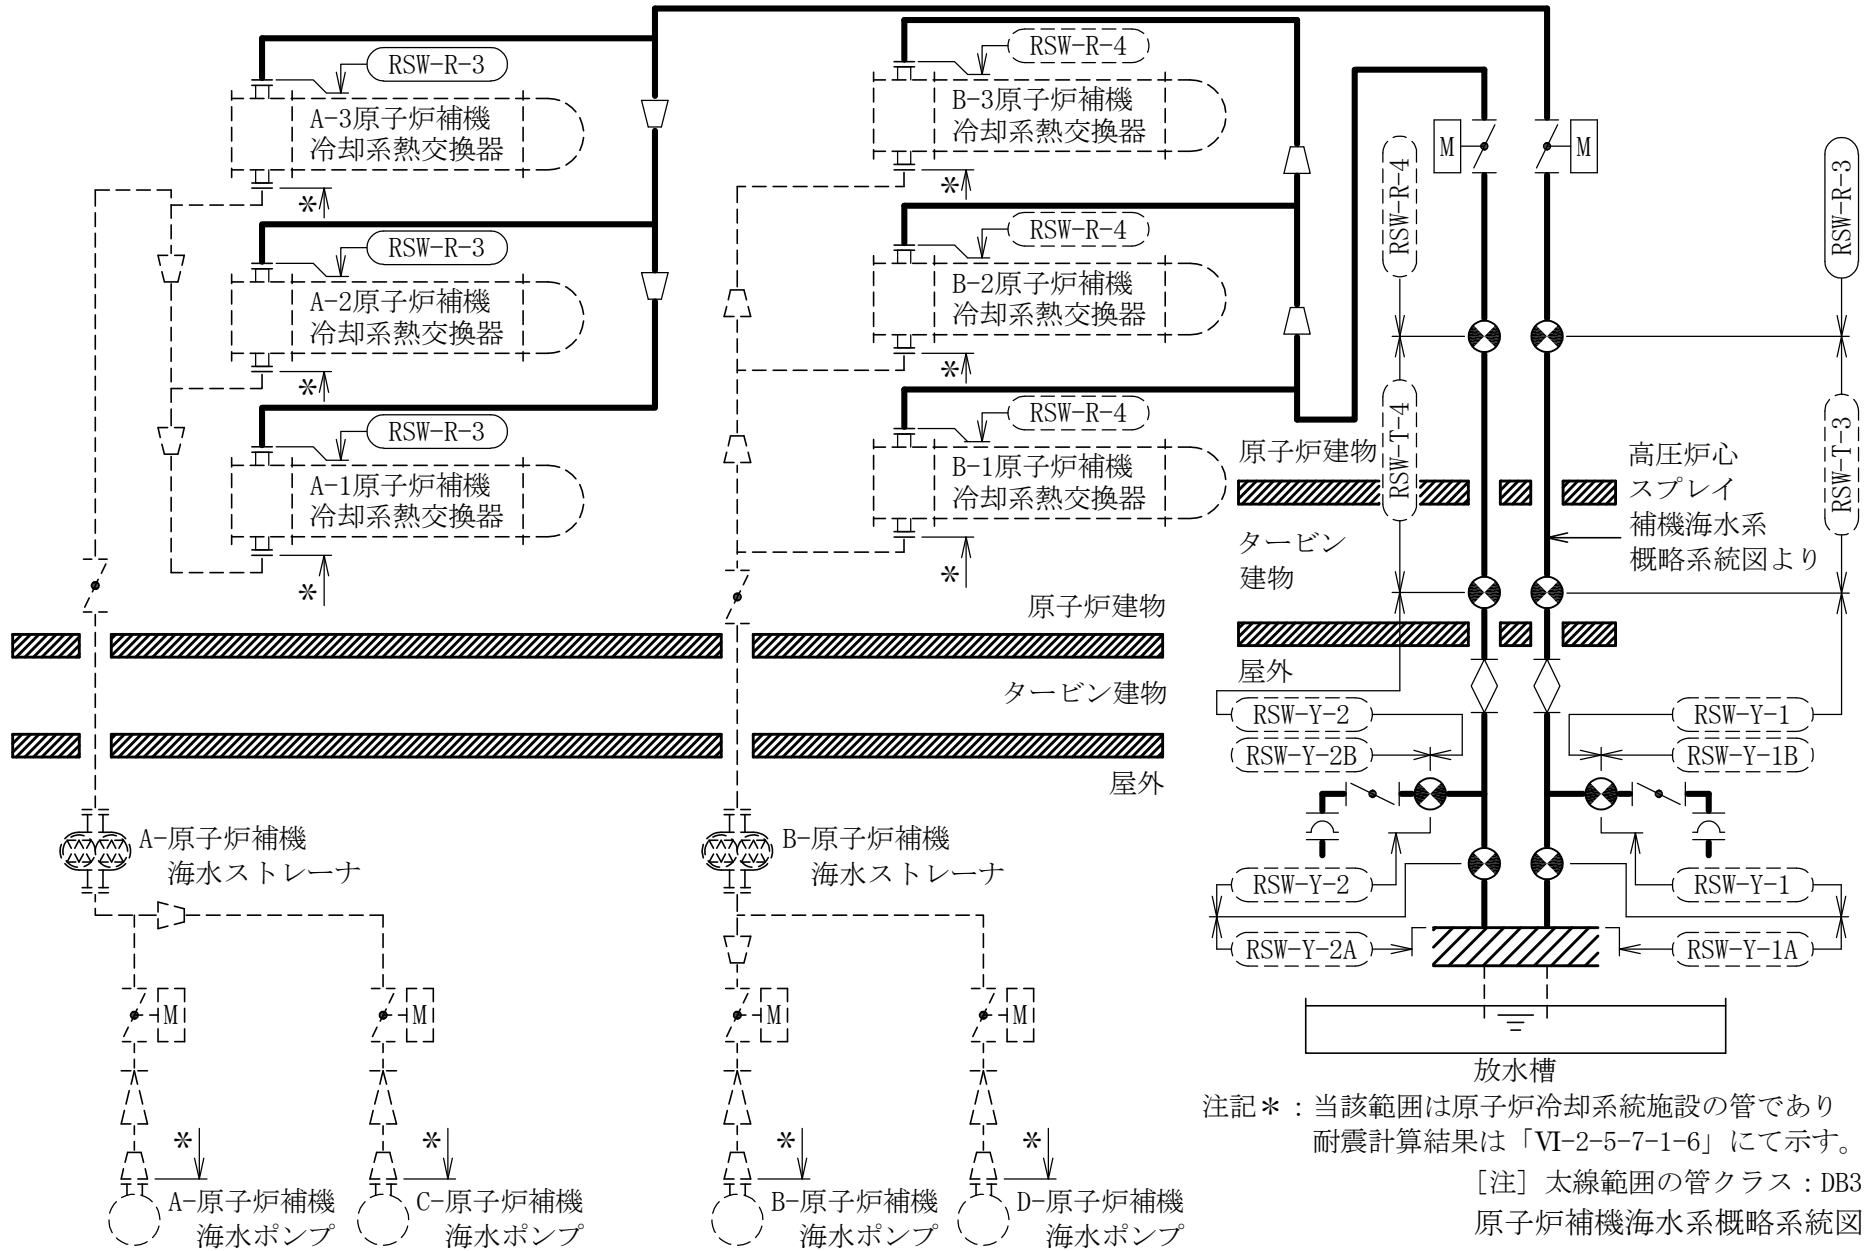 RSW-R-3
A-3原子炉補機
冷却系熱交換器
*
RSW-R-3
A-2原子炉補機
冷却系熱交換器
*
RSW-R-3
A-1原子炉補機
冷却系熱交換器
*
RSW-R-4
B-3原子炉補機
冷却系熱交換器
*
RSW-R-4
B-2原子炉補機
冷却系熱交換器
*
RSW-R-4
B-1原子炉補機
冷却系熱交換器
*
M
M
RSW-R-4
RSW-R-3
RSW-T-4
RSW-T-3
原子炉建物
タービン
建物
屋外
高圧炉心
スプレイ
補機海水系
概略系統図より
原子炉建物
タービン建物
屋外
RSW-Y-2
RSW-Y-2B
RSW-Y-1
RSW-Y-1B
RSW-Y-2
RSW-Y-2A
RSW-Y-1
RSW-Y-1A
放水槽
A-原子炉補機
海水ストレーナ
B-原子炉補機
海水ストレーナ
M
M
M
M
*
*
*
*
A-原子炉補機
海水ポンプ
C-原子炉補機
海水ポンプ
B-原子炉補機
海水ポンプ
D-原子炉補機
海水ポンプ
注記*:当該範囲は原子炉冷却系統施設の管であり
耐震計算結果は「Ⅵ-2-5-7-1-6」にて示す。
[注] 太線範囲の管クラス:DB3
原子炉補機海水系概略系統図